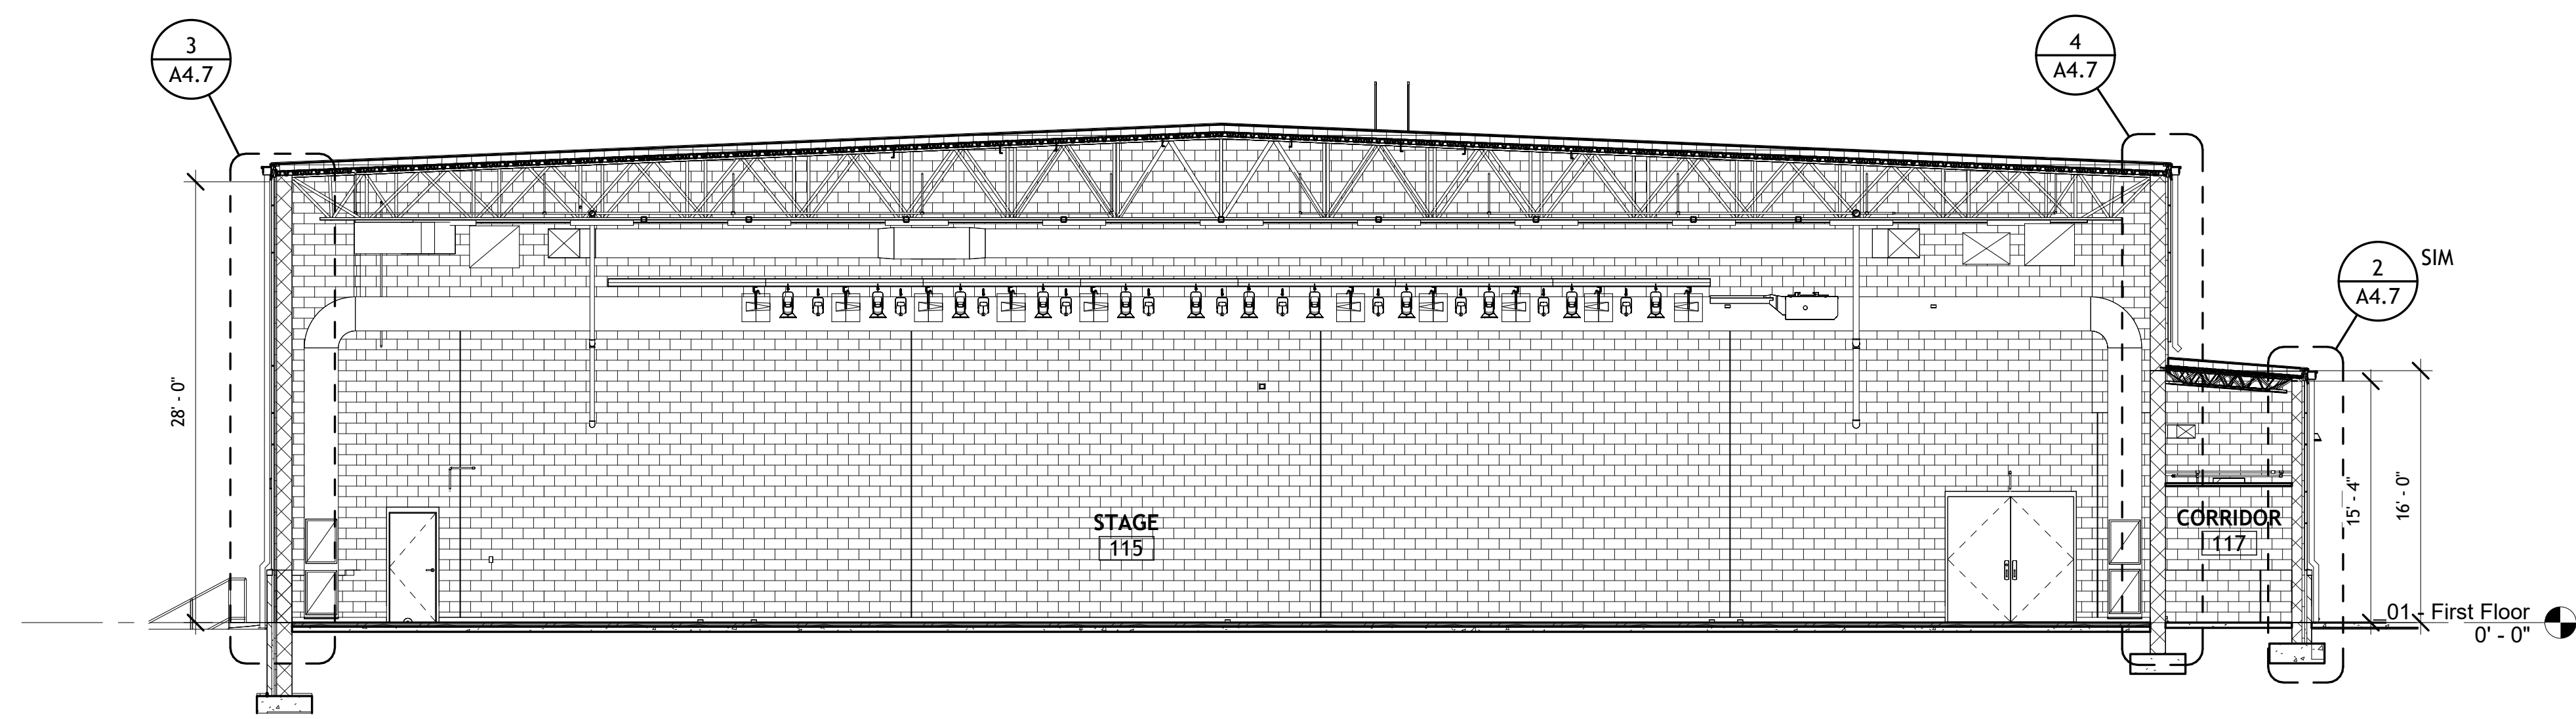 3
A4.7
4
A4.7
2
A4.7
SIM
28' - 0"
STAGE
115
CORRIDOR
117
15' - 4"
16' - 0"
01 - First Floor
0' - 0"